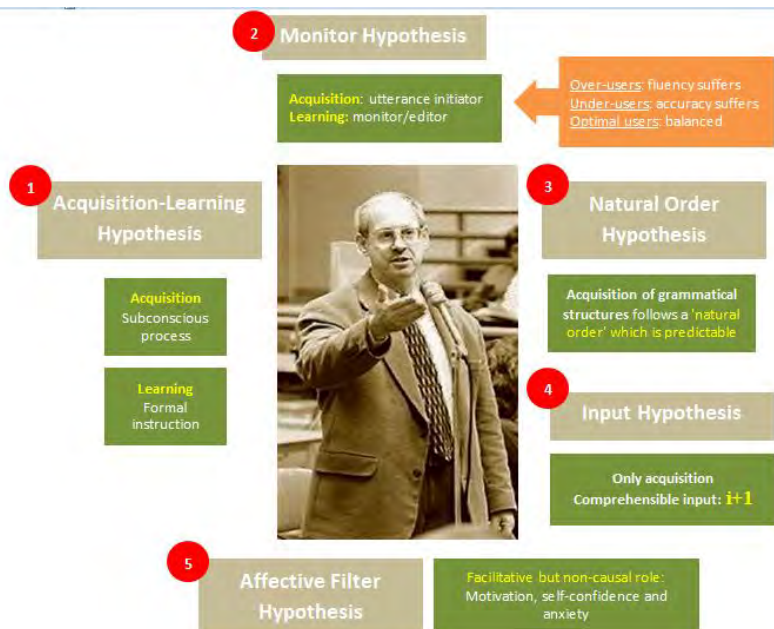 2
Monitor Hypothesis
Acquisition: utterance initiator
Learning: monitor/editor
Over-users: fluency suffers
Under-users: accuracy suffers
Optimal users: balanced
1
Acquisition-Learning
Hypothesis
Acquisition
Subconscious
process
Learning
Formal
instruction
3
Natural Order
Hypothesis
Acquisition of grammatical
structures follows a 'natural
order' which is predictable
4
Input Hypothesis
Only acquisition
Comprehensible input: i+1
5
Affective Filter
Hypothesis
Facilitative but non-causal role:
Motivation, self-confidence and
anxiety